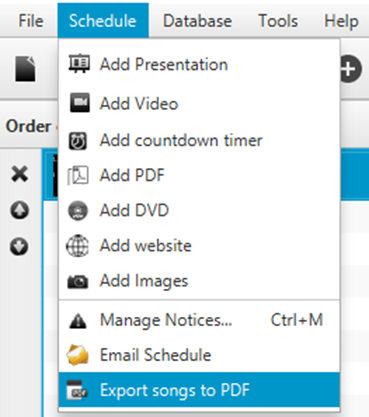 File Schedule Database Tools Help
Add Presentation
Add Video
Order
Add countdown timer
Add PDF
Add DVD
Add website
Add Images
Manage Notices... Ctrl+M
Email Schedule
Export songs to PDF